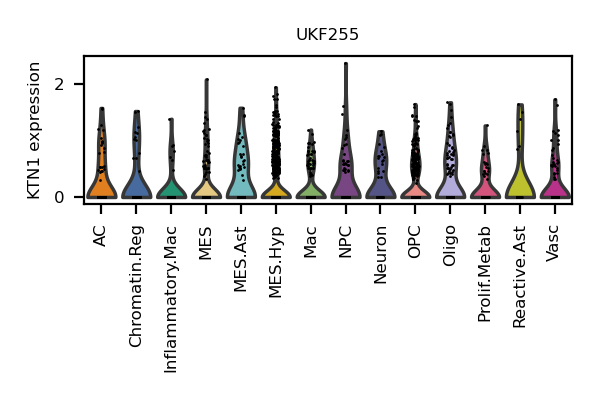 UKF255
KTN1 expression
2
0
AC
Chromatin.Reg
Inflammatory.Mac
MES
MES.Ast
MES.Hyp
Mac
NPC
Neuron
OPC
Oligo
Prolif.Metab
Reactive.Ast
Vasc